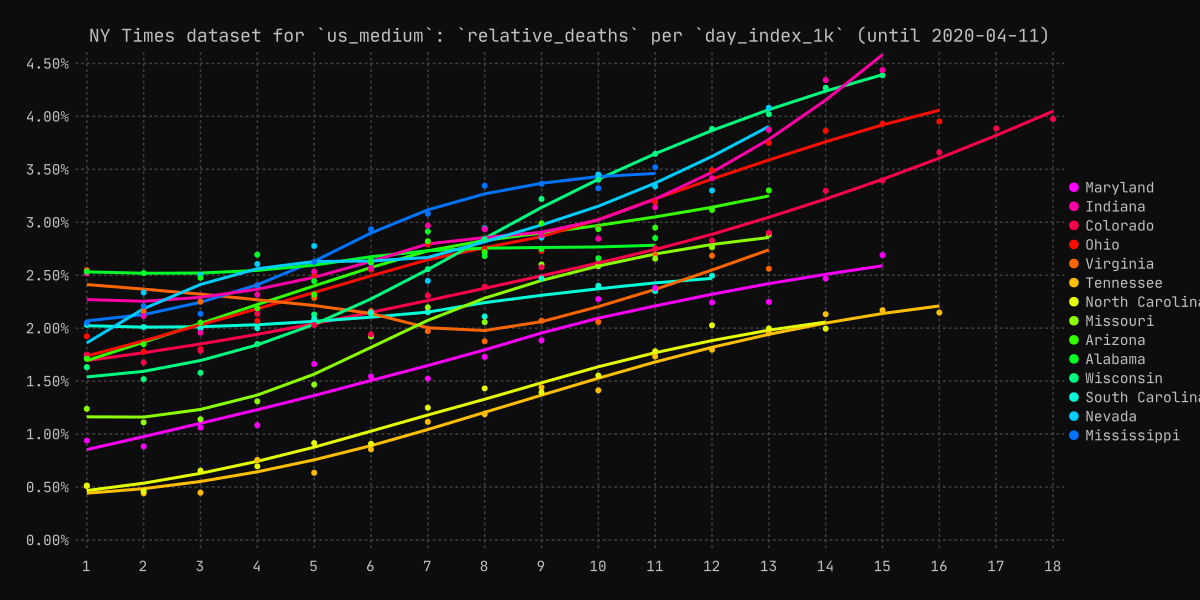 NY Times dataset for `us_medium`: `relative_deaths` per `day_index_1k` (until 2020-04-11)
4.50%
4.00%
3.50%
3.00%
2.50%
2.00%
1.50%
1.00%
0.50%
0.00%
1 2 3 4 5 6 7 8 9 10 11 12 13 14 15 16 17 18
Maryland
Indiana
Colorado
Ohio
Virginia
Tennessee
North Carolina
Missouri
Arizona
Alabama
Wisconsin
South Carolina
Nevada
Mississippi